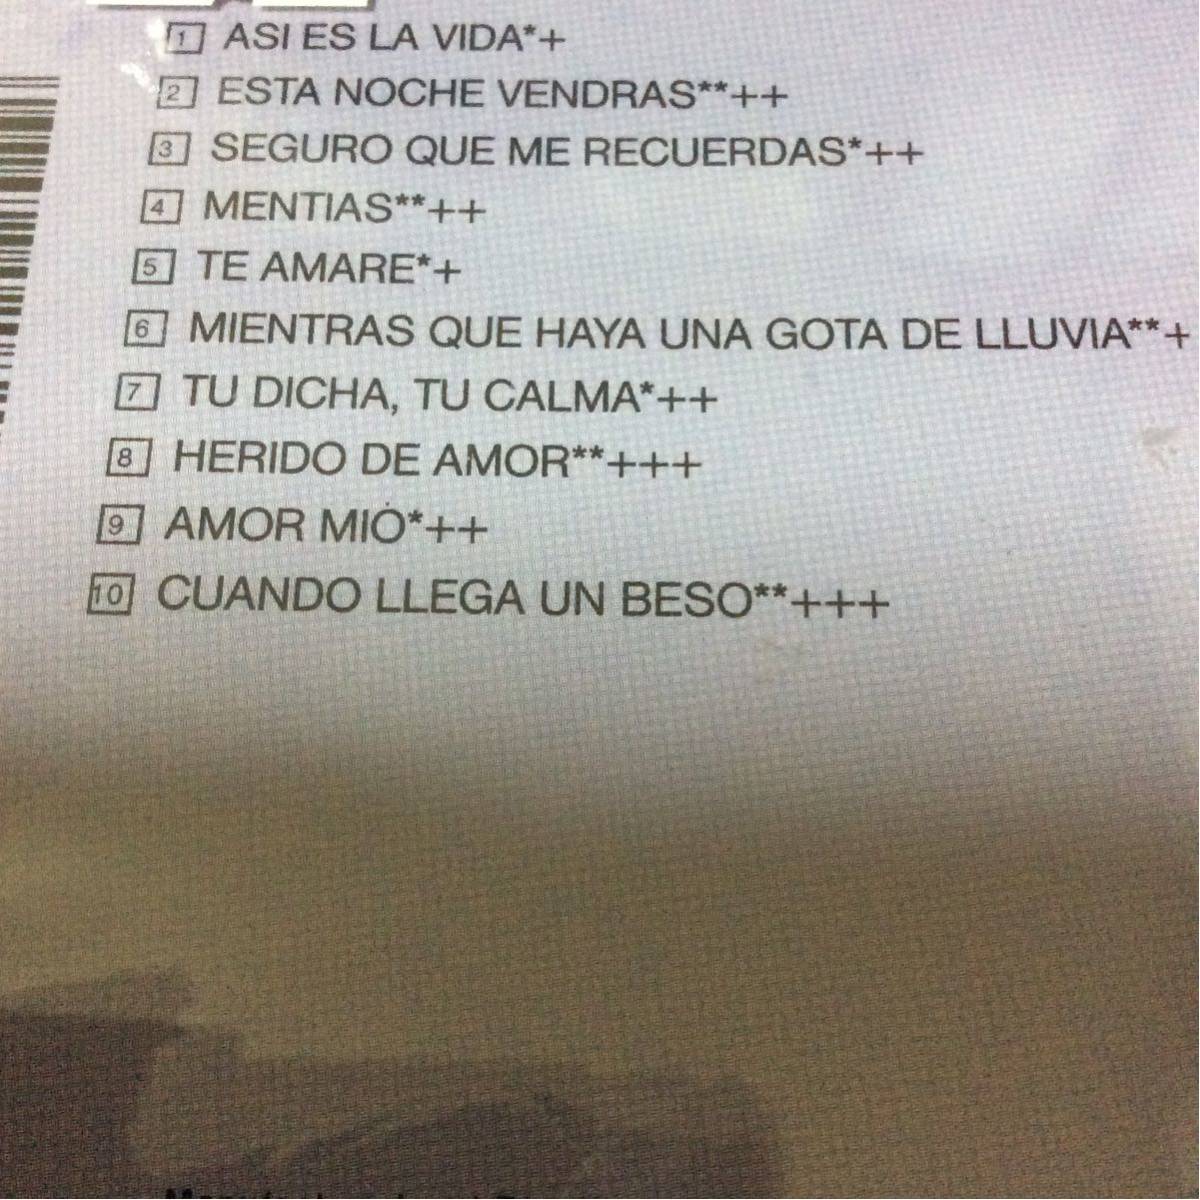 1 ASI ES LA VIDA*+
2 ESTA NOCHE VENDRAS**++
3 SEGURO QUE ME RECUERDAS*++
4 MENTIAS**++
5 TE AMARE*+
6 MIENTRAS QUE HAYA UNA GOTA DE LLUVIA**+
7 TU DICHA, TU CALMA*++
8 HERIDO DE AMOR**+++
9 AMOR MIO*++
10 CUANDO LLEGA UN BESO**+++